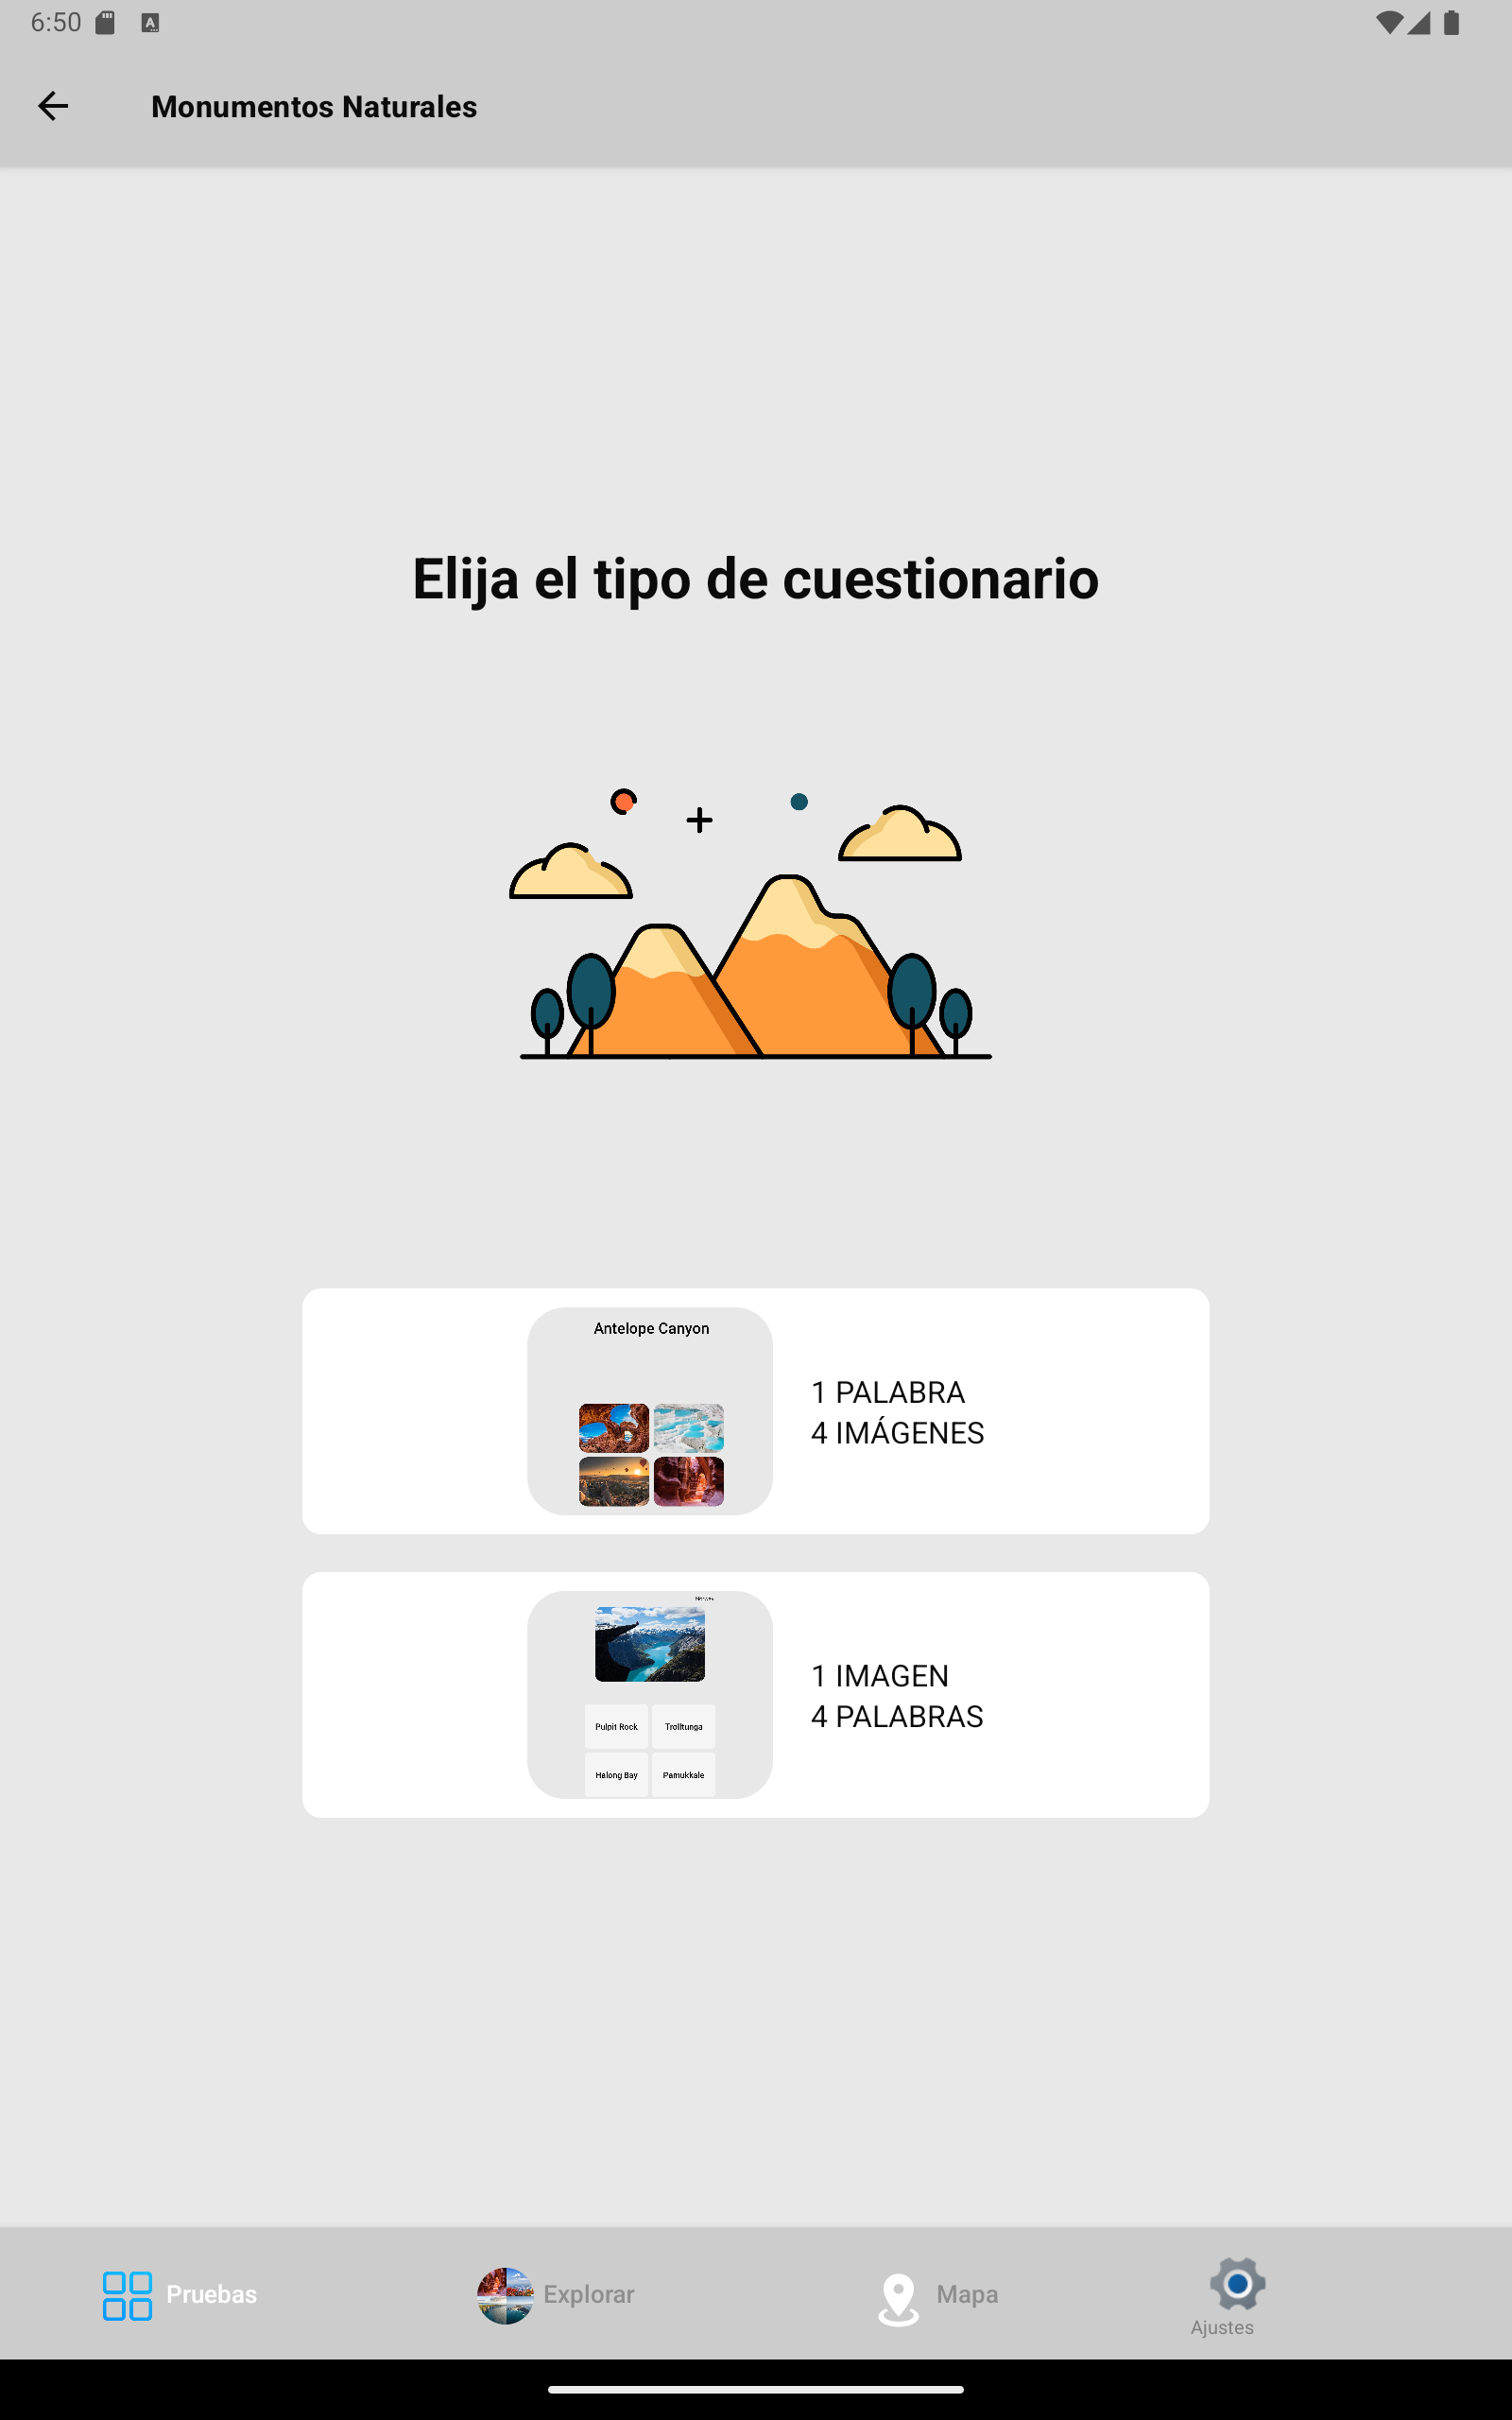 6:50
Monumentos Naturales
Elija el tipo de cuestionario
Antelope Canyon
1 PALABRA
4 IMÁGENES
1 IMAGEN
4 PALABRAS
Pulpit Rock
Trolltunga
Halong Bay
Pamukkale
Pruebas
Explorar
Mapa
Ajustes